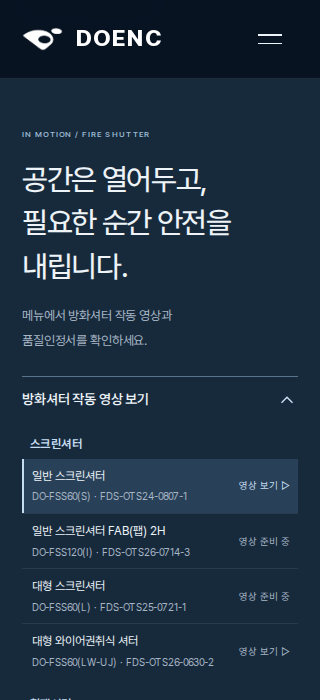 DOENC
IN MOTION / FIRE SHUTTER
공간은 열어두고,
필요한 순간 안전을
내립니다.
메뉴에서 방화셔터 작동 영상과
품질인정서를 확인하세요.
방화셔터 작동 영상 보기
스크린셔터
일반 스크린셔터
영상 보기 ▷
DO-FSS60(S) · FDS-OTS24-0807-1
일반 스크린셔터 FAB(팹) 2H
영상 준비 중
DO-FSS120(I) · FDS-OTS26-0714-3
대형 스크린셔터
영상 준비 중
DO-FSS60(L) · FDS-OTS25-0721-1
대형 와이어권취식 셔터
영상 보기 ▷
DO-FSS60(LW-UJ) · FDS-OTS26-0630-2